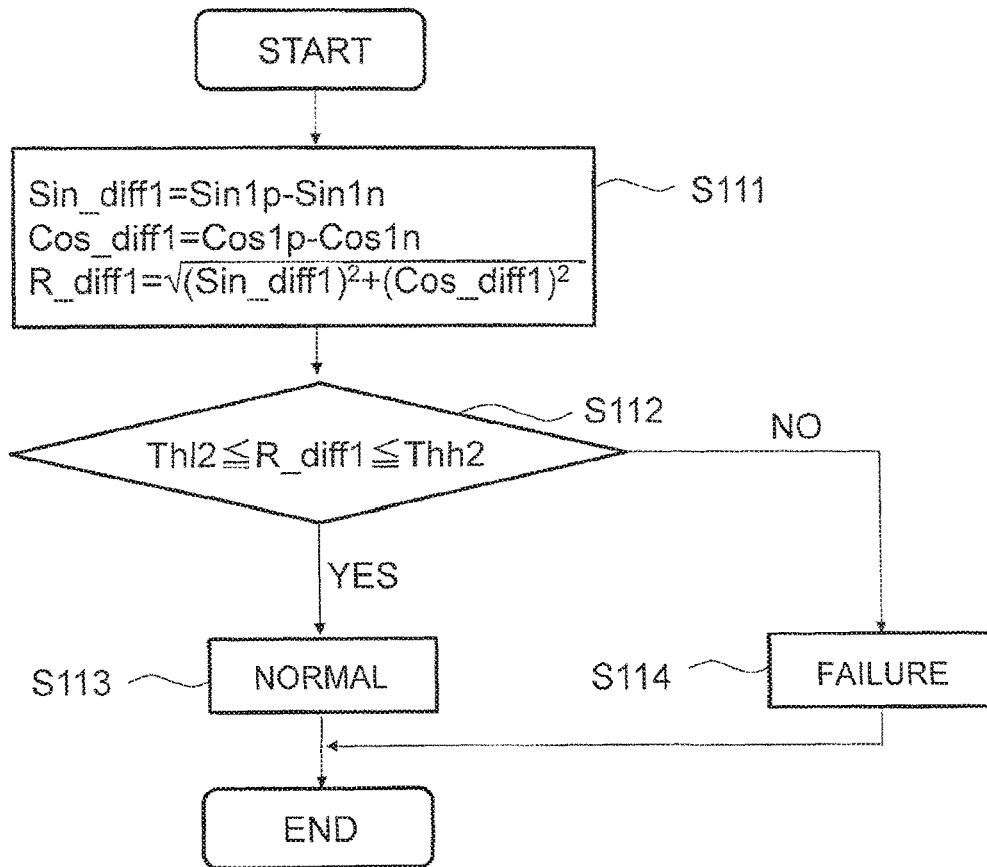 START
Sin_diff1=Sin1p-Sin1n
Cos_diff1=Cos1p-Cos1n
R_diff1=√(Sin_diff1)²+(Cos_diff1)²
S111
S112
Thl2≦R_diff1≦Thh2
NO
YES
S113
NORMAL
S114
FAILURE
END